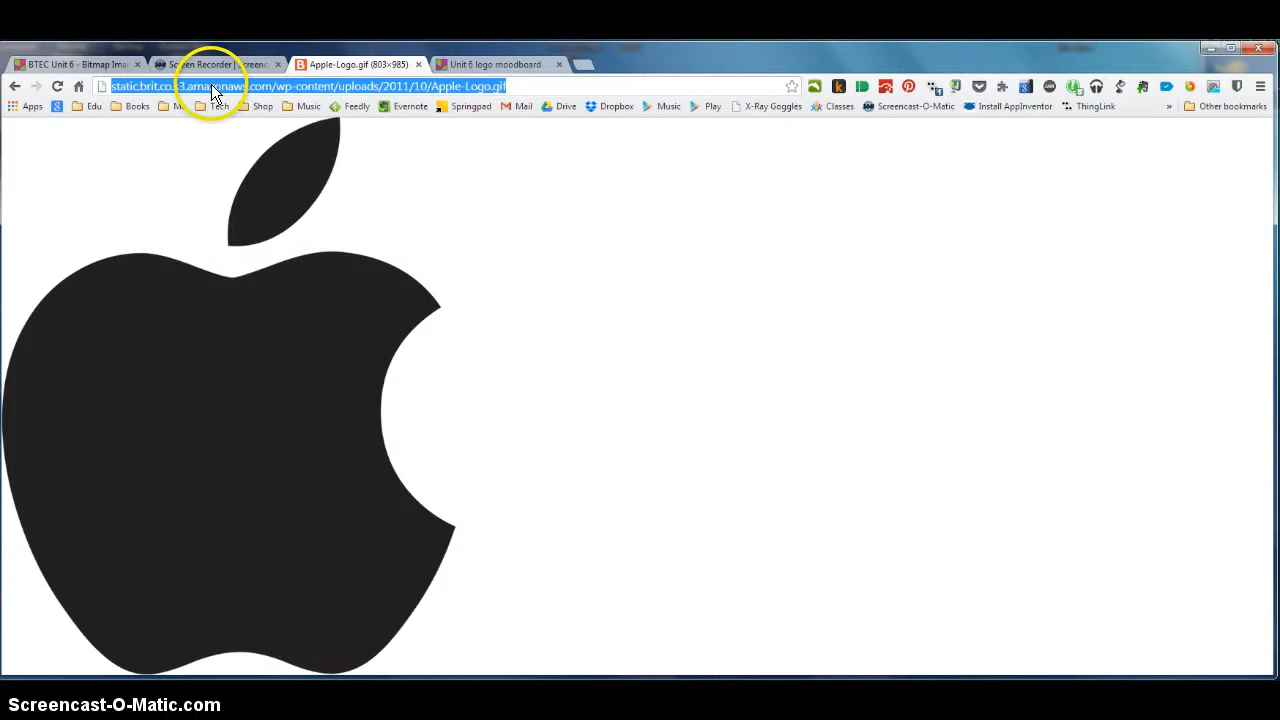 BTEC Unit 6 - Bitmap Ima
Screen Recorder | Screenc
Apple-Logo.gif (803×985)
Unit 6 logo moodboard
static.brit.co.s3.amazonaws.com/wp-content/uploads/2011/10/Apple-Logo.gif
Apps Edu Books Tech Shop Music Feedly Evernote Springpad Mail Drive Dropbox Music Play X-Ray Goggles Classes Screencast-O-Matic Install AppInventor ThingLink » Other bookmarks
Screencast-O-Matic.com